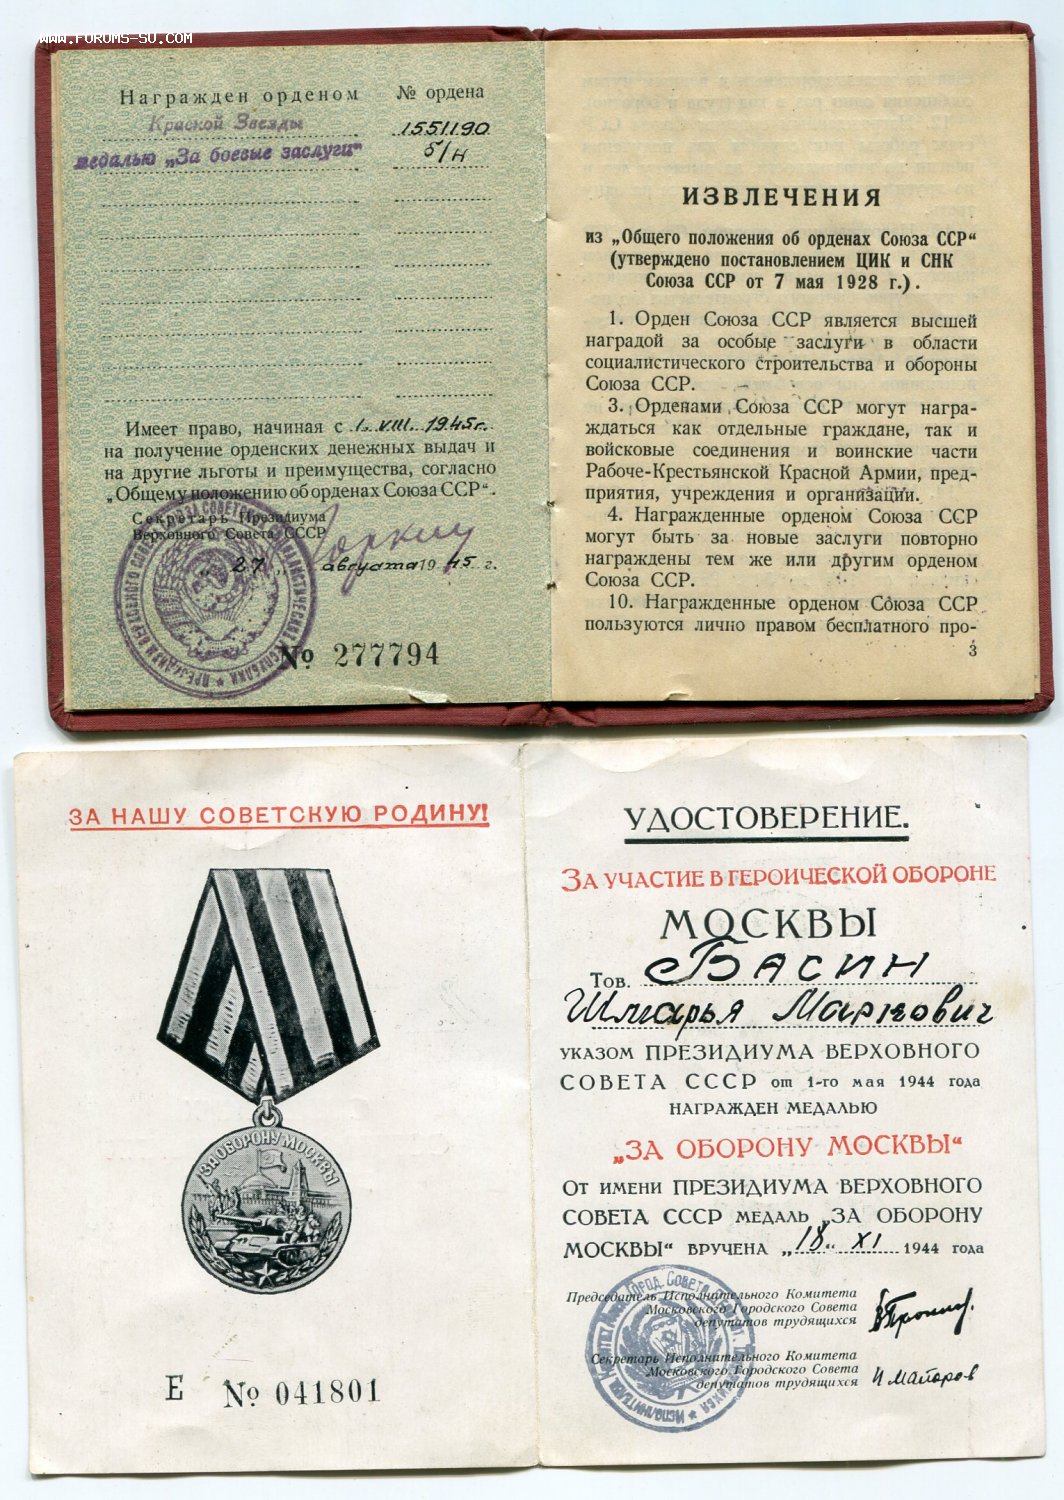 www.FORUMS-SU.COM
Награжден орденом № ордена
Красной Звезды 1551190
медалью „За боевые заслуги“ б/н
Имеет право, начиная с 1. VIII. 1945г.
на получение орденских денежных выдач и
на другие льготы и преимущества, согласно
„Общему положению об орденах Союза ССР“.
Секретарь Президиума
Верховного Совета СССР Горкин
27 августа 1945 г.
№ 277794
ИЗВЛЕЧЕНИЯ
из „Общего положения об орденах Союза ССР“
(утверждено постановлением ЦИК и СНК
Союза ССР от 7 мая 1928 г.).
1. Орден Союза ССР является высшей
наградой за особые заслуги в области
социалистического строительства и обороны
Союза ССР.
3. Орденами Союза ССР могут награ-
ждаться как отдельные граждане, так и
войсковые соединения и воинские части
Рабоче-Крестьянской Красной Армии, пред-
приятия, учреждения и организации.
4. Награжденные орденом Союза ССР
могут быть за новые заслуги повторно
награждены тем же или другим орденом
Союза ССР.
10. Награжденные орденом Союза ССР
пользуются лично правом бесплатного про-
3
ЗА НАШУ СОВЕТСКУЮ РОДИНУ!
ЗА ОБОРОНУ МОСКВЫ
Е № 041801
УДОСТОВЕРЕНИЕ.
ЗА УЧАСТИЕ В ГЕРОИЧЕСКОЙ ОБОРОНЕ
МОСКВЫ
Тов. Басин
Шмарья Маркович
УКАЗОМ ПРЕЗИДИУМА ВЕРХОВНОГО
СОВЕТА СССР от 1-го мая 1944 года
НАГРАЖДЕН МЕДАЛЬЮ
„ЗА ОБОРОНУ МОСКВЫ“
ОТ ИМЕНИ ПРЕЗИДИУМА ВЕРХОВНОГО
СОВЕТА СССР МЕДАЛЬ „ЗА ОБОРОНУ
МОСКВЫ“ ВРУЧЕНА „18“ XI 1944 года
Председатель Исполнительного Комитета
Московского Городского Совета
депутатов трудящихся
Секретарь Исполнительного Комитета
Московского Городского Совета
депутатов трудящихся И Майоров